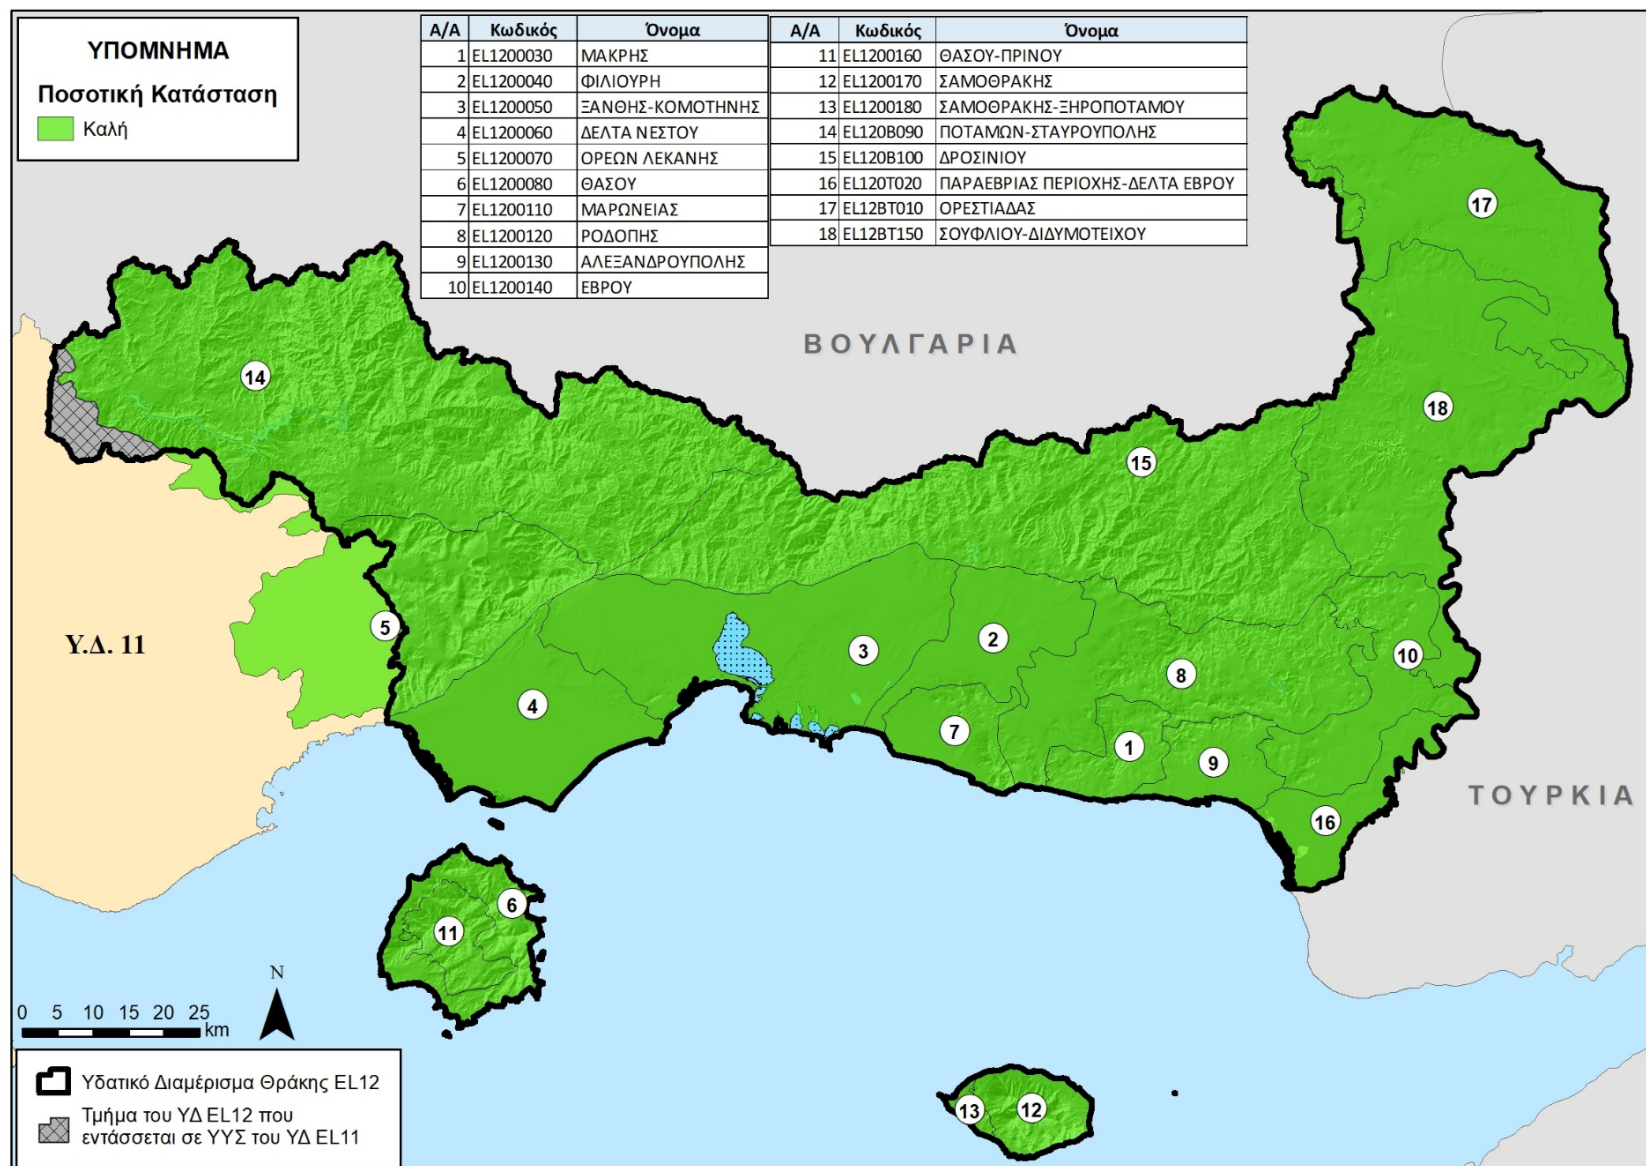 ΥΠΟΜΝΗΜΑ
Ποσοτική Κατάσταση
Καλή
Α/Α Κωδικός Όνομα
1 EL1200030 ΜΑΚΡΗΣ
2 EL1200040 ΦΙΛΙΟΥΡΗ
3 EL1200050 ΞΑΝΘΗΣ-ΚΟΜΟΤΗΝΗΣ
4 EL1200060 ΔΕΛΤΑ ΝΕΣΤΟΥ
5 EL1200070 ΟΡΕΩΝ ΛΕΚΑΝΗΣ
6 EL1200080 ΘΑΣΟΥ
7 EL1200110 ΜΑΡΩΝΕΙΑΣ
8 EL1200120 ΡΟΔΟΠΗΣ
9 EL1200130 ΑΛΕΞΑΝΔΡΟΥΠΟΛΗΣ
10 EL1200140 ΕΒΡΟΥ
Α/Α Κωδικός Όνομα
11 EL1200160 ΘΑΣΟΥ-ΠΡΙΝΟΥ
12 EL1200170 ΣΑΜΟΘΡΑΚΗΣ
13 EL1200180 ΣΑΜΟΘΡΑΚΗΣ-ΞΗΡΟΠΟΤΑΜΟΥ
14 EL120B090 ΠΟΤΑΜΩΝ-ΣΤΑΥΡΟΥΠΟΛΗΣ
15 EL120B100 ΔΡΟΣΙΝΙΟΥ
16 EL120T020 ΠΑΡΑΕΒΡΙΑΣ ΠΕΡΙΟΧΗΣ-ΔΕΛΤΑ ΕΒΡΟΥ
17 EL12BT010 ΟΡΕΣΤΙΑΔΑΣ
18 EL12BT150 ΣΟΥΦΛΙΟΥ-ΔΙΔΥΜΟΤΕΙΧΟΥ
17
ΒΟΥΛΓΑΡΙΑ
14
18
15
5
Υ.Δ. 11
2
3
10
8
4
7
1
9
ΤΟΥΡΚΙΑ
16
6
11
N
0 5 10 15 20 25
km
Υδατικό Διαμέρισμα Θράκης EL12
Τμήμα του ΥΔ EL12 που
εντάσσεται σε ΥΥΣ του ΥΔ EL11
13
12